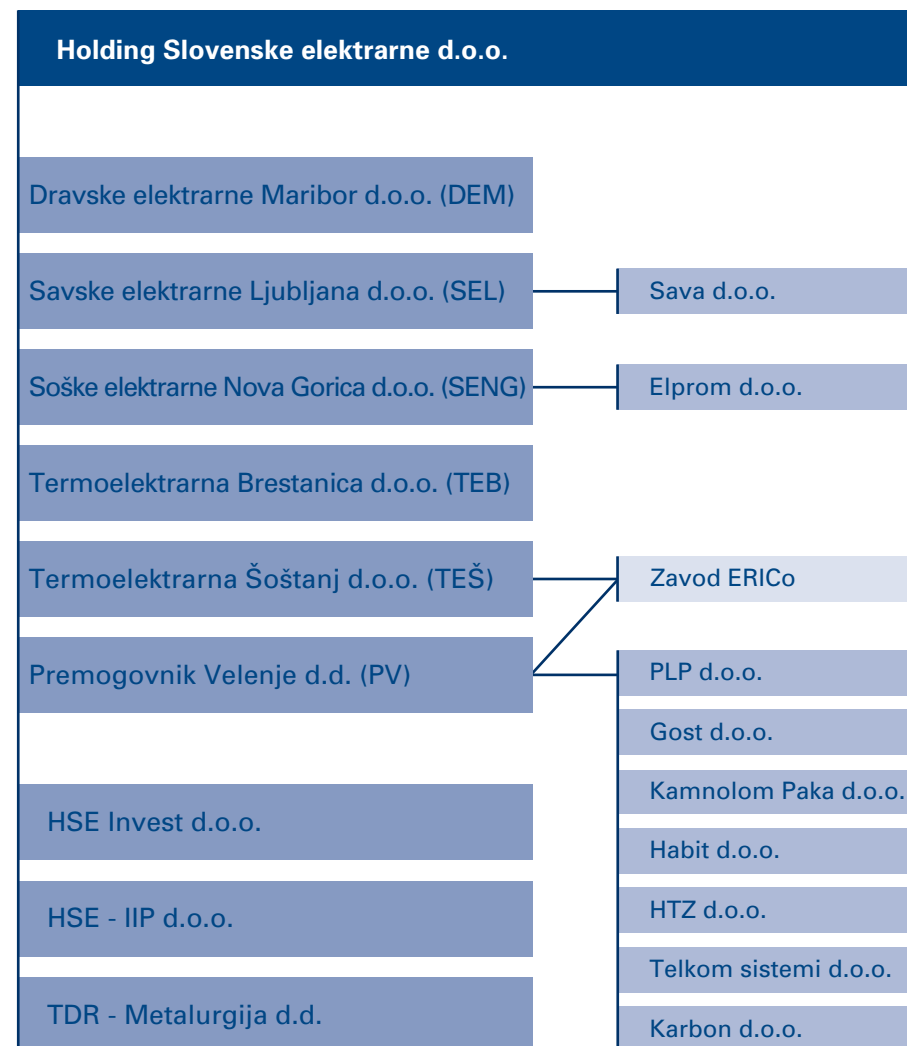 Holding Slovenske elektrarne d.o.o.
Dravske elektrarne Maribor d.o.o. (DEM)
Savske elektrarne Ljubljana d.o.o. (SEL)
Sava d.o.o.
Soške elektrarne Nova Gorica d.o.o. (SENG)
Elprom d.o.o.
Termoelektrarna Brestanica d.o.o. (TEB)
Termoelektrarna Šoštanj d.o.o. (TEŠ)
Zavod ERICo
Premogovnik Velenje d.d. (PV)
PLP d.o.o.
Gost d.o.o.
Kamnolom Paka d.o.o.
HSE Invest d.o.o.
Habit d.o.o.
HSE - IIP d.o.o.
HTZ d.o.o.
Telkom sistemi d.o.o.
TDR - Metalurgija d.d.
Karbon d.o.o.